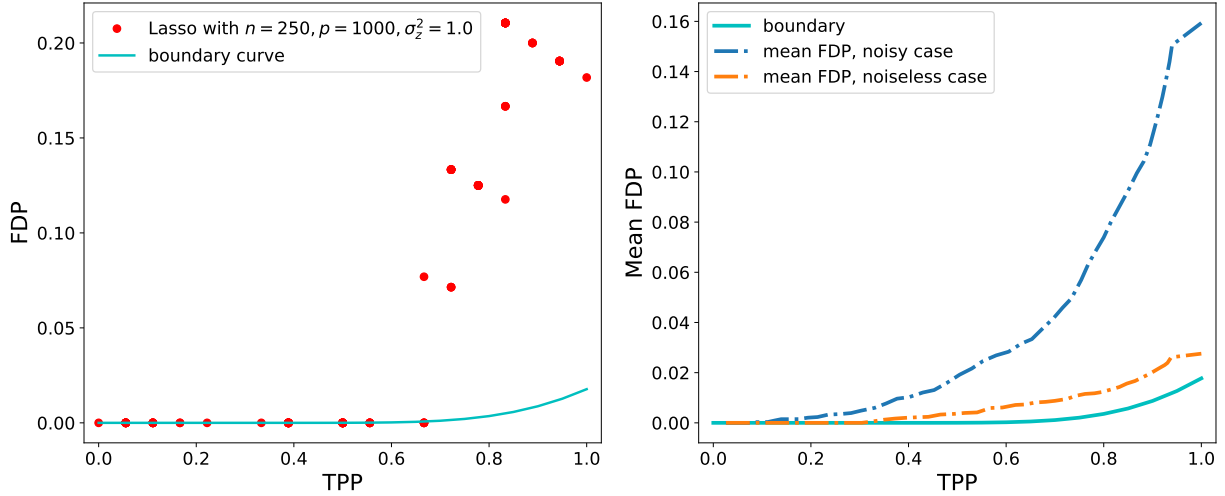 Lasso with n = 250, p = 1000, σ_z^2 = 1.0
boundary curve
0.20
0.15
0.10
0.05
0.00
FDP
0.0 0.2 0.4 0.6 0.8 1.0
TPP
boundary
mean FDP, noisy case
mean FDP, noiseless case
0.16
0.14
0.12
0.10
0.08
0.06
0.04
0.02
0.00
Mean FDP
0.0 0.2 0.4 0.6 0.8 1.0
TPP